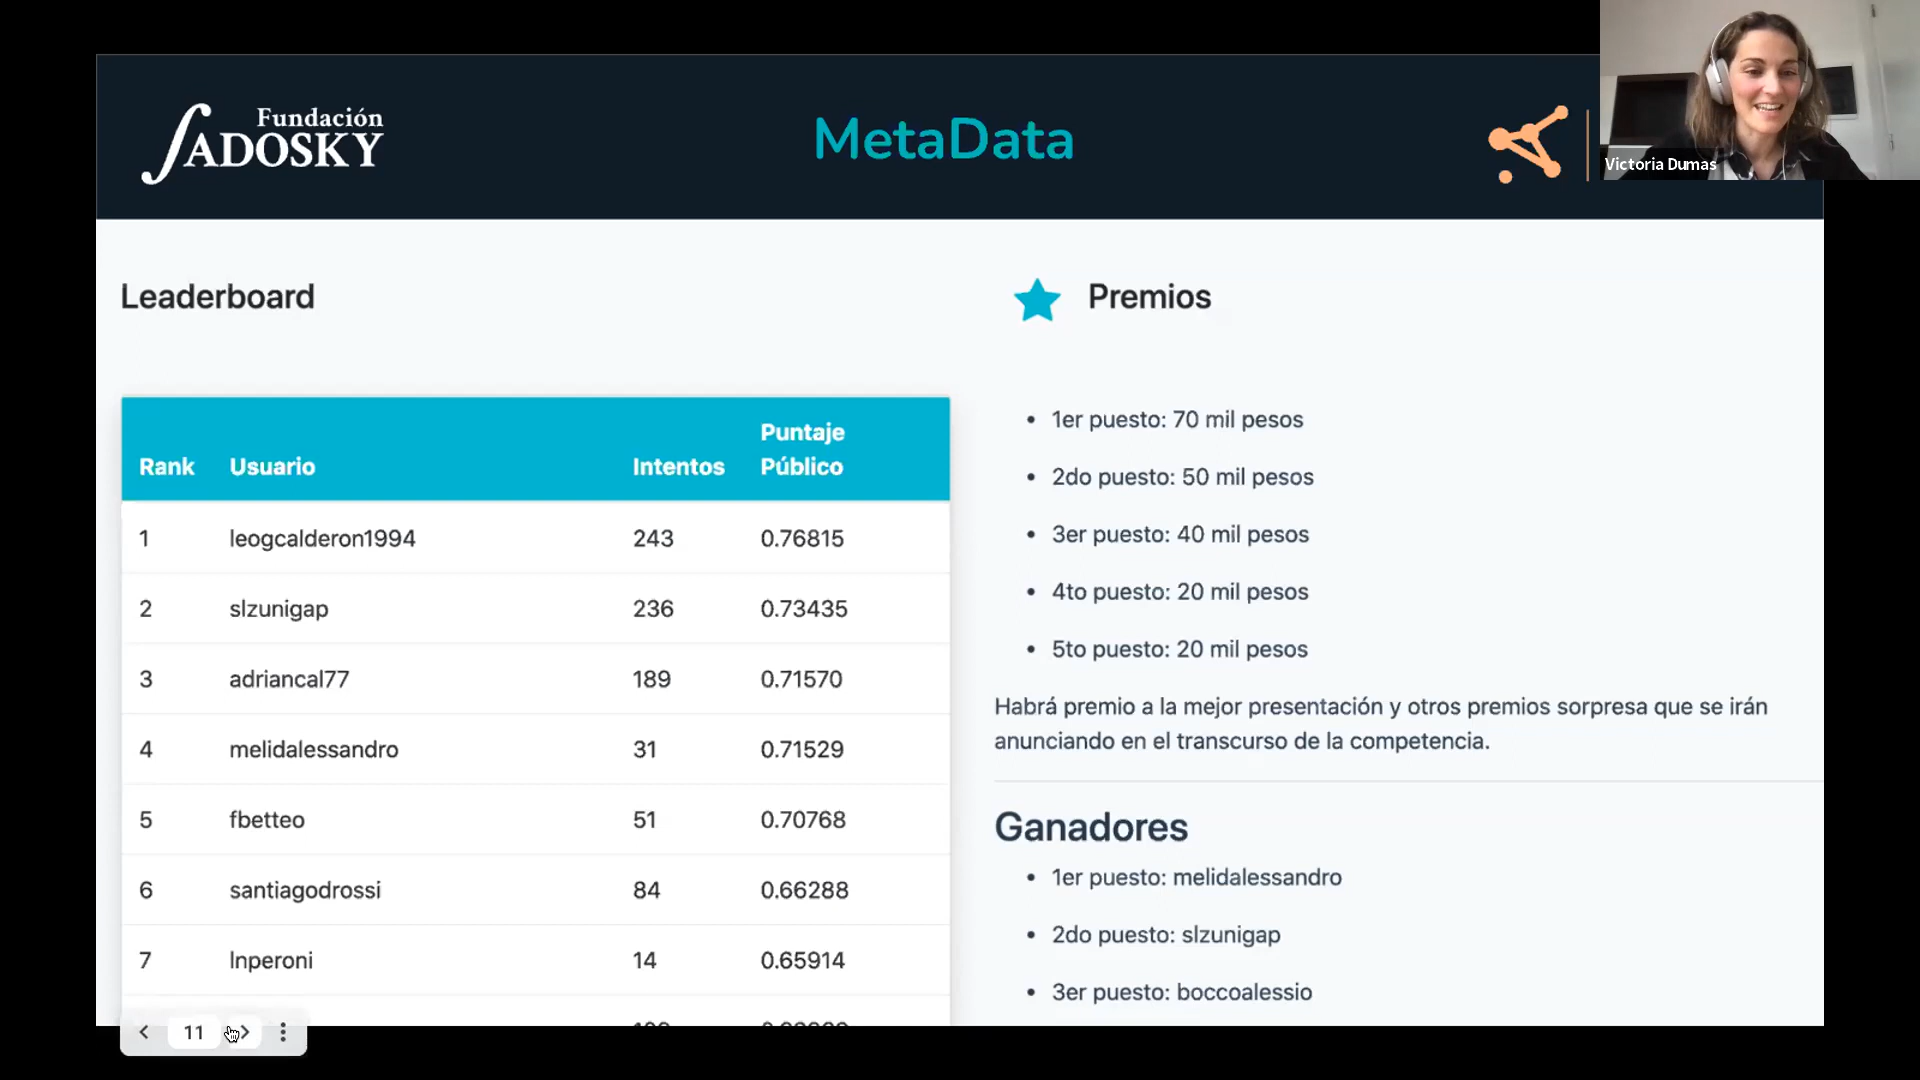 Fundación
SADOSKY
MetaData
Victoria Dumas
Leaderboard
Premios
Rank Usuario Intentos Puntaje Público
1 leogcalderon1994 243 0.76815
2 slzunigap 236 0.73435
3 adriancal77 189 0.71570
4 melidalessandro 31 0.71529
5 fbetteo 51 0.70768
6 santiagodrossi 84 0.66288
7 lnperoni 14 0.65914
• 1er puesto: 70 mil pesos
• 2do puesto: 50 mil pesos
• 3er puesto: 40 mil pesos
• 4to puesto: 20 mil pesos
• 5to puesto: 20 mil pesos
Habrá premio a la mejor presentación y otros premios sorpresa que se irán
anunciando en el transcurso de la competencia.
Ganadores
• 1er puesto: melidalessandro
• 2do puesto: slzunigap
• 3er puesto: boccoalessio
11